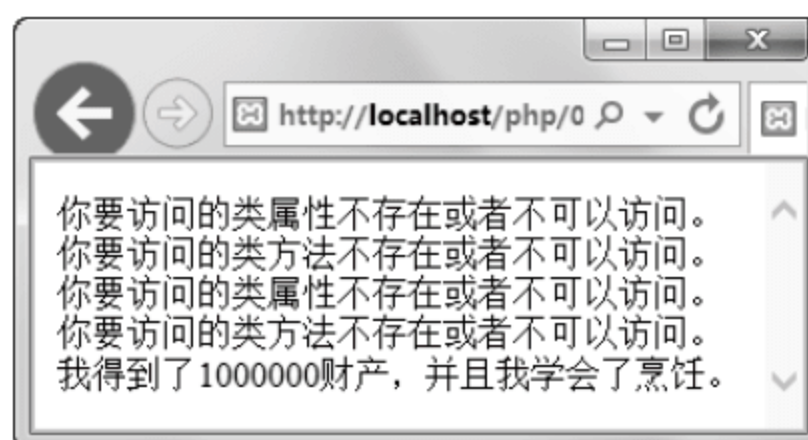 http://localhost/php/0
你要访问的类属性不存在或者不可以访问。
你要访问的类方法不存在或者不可以访问。
你要访问的类属性不存在或者不可以访问。
你要访问的类方法不存在或者不可以访问。
我得到了1000000财产，并且我学会了烹饪。